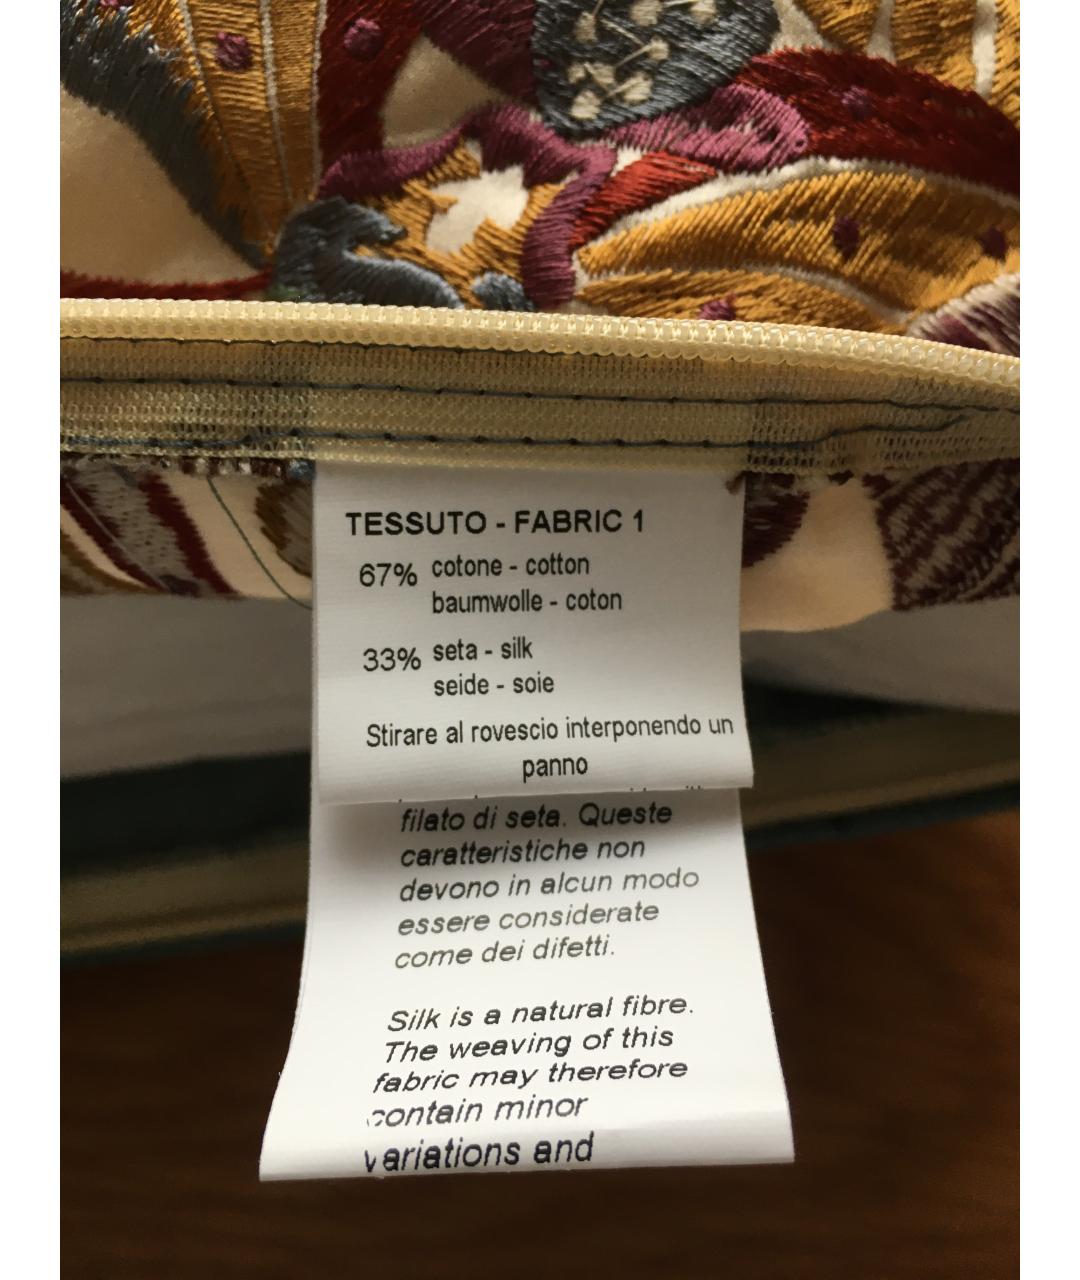 TESSUTO - FABRIC 1
67% cotone - cotton
baumwolle - coton
33% seta - silk
seide - soie
Stirare al rovescio interponendo un
panno
filato di seta. Queste
caratteristiche non
devono in alcun modo
essere considerate
come dei difetti.
Silk is a natural fibre.
The weaving of this
fabric may therefore
contain minor
variations and